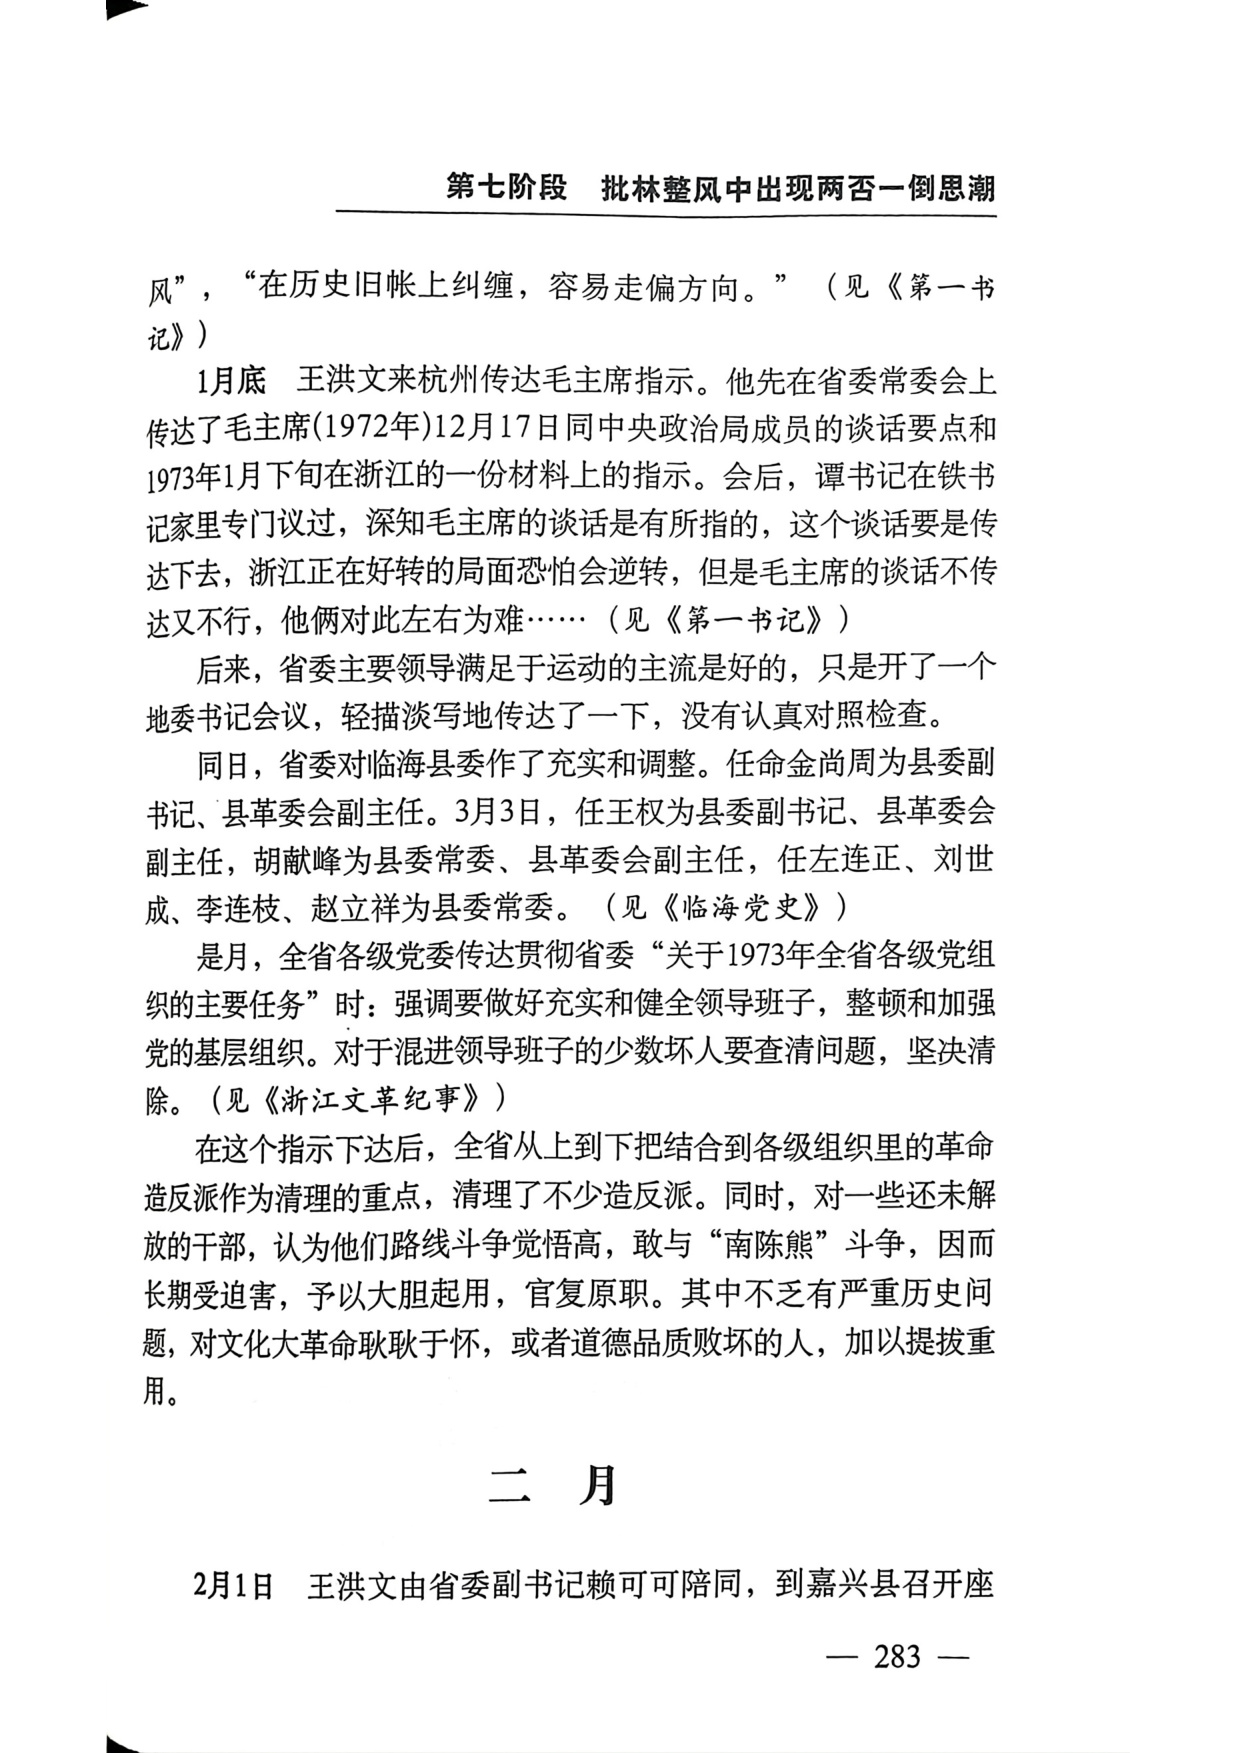 第七阶段 批林整风中出现两否一倒思潮
风”，“在历史旧帐上纠缠，容易走偏方向。”（见《第一书
记》）
1月底 王洪文来杭州传达毛主席指示。他先在省委常委会上
传达了毛主席(1972年)12月17日同中央政治局成员的谈话要点和
1973年1月下旬在浙江的一份材料上的指示。会后，谭书记在铁书
记家里专门议过，深知毛主席的谈话是有所指的，这个谈话要是传
达下去，浙江正在好转的局面恐怕会逆转，但是毛主席的谈话不传
达又不行，他俩对此左右为难……（见《第一书记》）
后来，省委主要领导满足于运动的主流是好的，只是开了一个
地委书记会议，轻描淡写地传达了一下，没有认真对照检查。
同日，省委对临海县委作了充实和调整。任命金尚周为县委副
书记、县革委会副主任。3月3日，任王权为县委副书记、县革委会
副主任，胡献峰为县委常委、县革委会副主任，任左连正、刘世
成、李连枝、赵立祥为县委常委。（见《临海党史》）
是月，全省各级党委传达贯彻省委“关于1973年全省各级党组
织的主要任务”时：强调要做好充实和健全领导班子，整顿和加强
党的基层组织。对于混进领导班子的少数坏人要查清问题，坚决清
除。（见《浙江文革纪事》）
在这个指示下达后，全省从上到下把结合到各级组织里的革命
造反派作为清理的重点，清理了不少造反派。同时，对一些还未解
放的干部，认为他们路线斗争觉悟高，敢与“南陈熊”斗争，因而
长期受迫害，予以大胆起用，官复原职。其中不乏有严重历史问
题，对文化大革命耿耿于怀，或者道德品质败坏的人，加以提拔重
用。
二 月
2月1日 王洪文由省委副书记赖可可陪同，到嘉兴县召开座
— 283 —